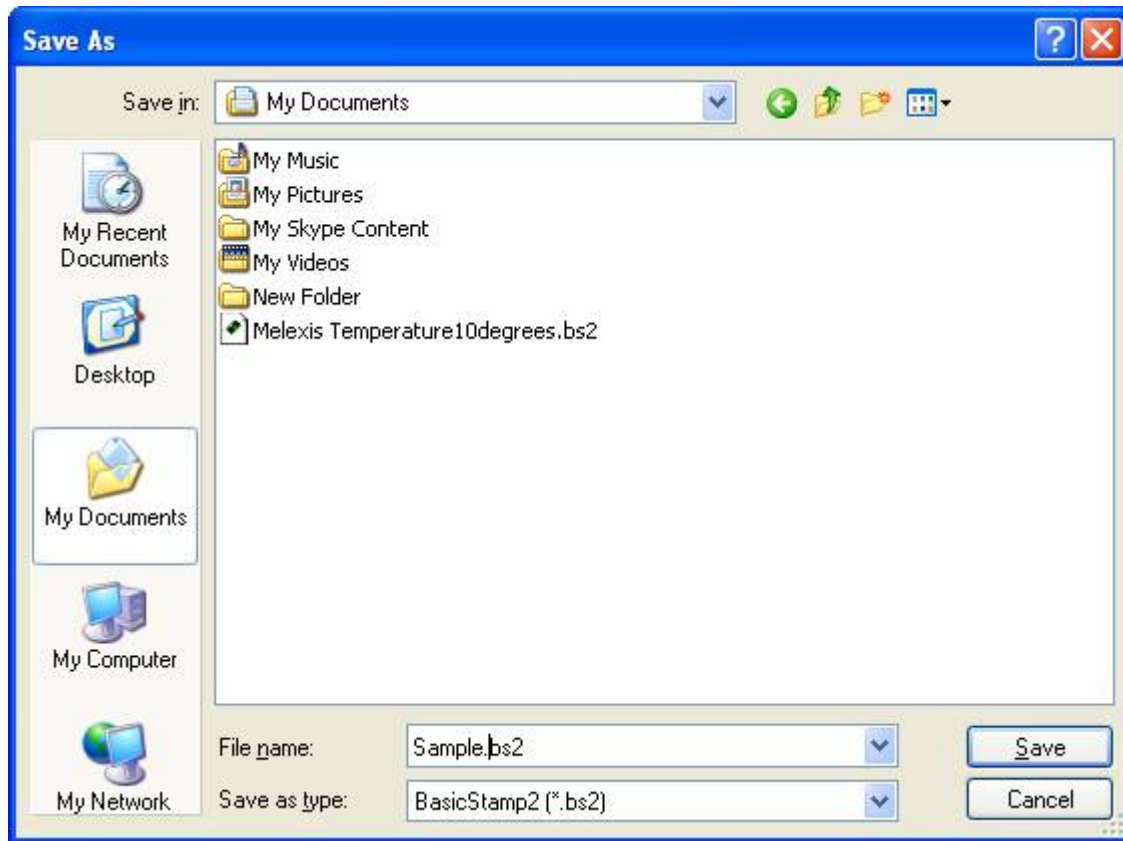 Save As
?
Save in:
My Documents
My Recent
Documents
Desktop
My Documents
My Computer
My Network
My Music
My Pictures
My Skype Content
My Videos
New Folder
Melexis Temperature10degrees.bs2
File name:
Sample.bs2
Save
Save as type:
BasicStamp2 (*.bs2)
Cancel